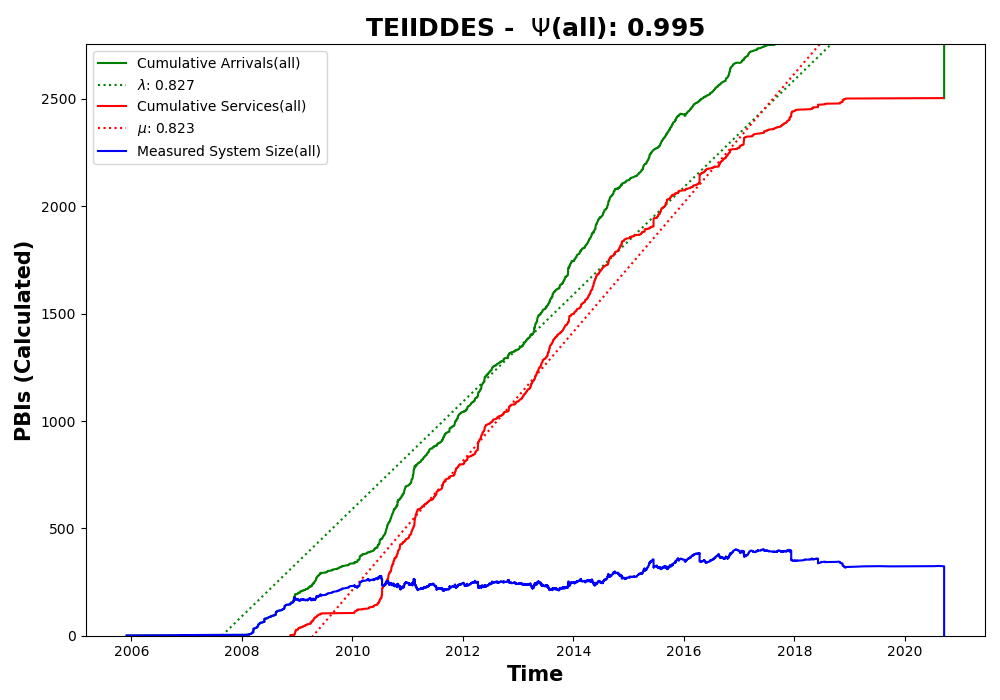 TEIIDDES -  Ψ(all): 0.995
Cumulative Arrivals(all)
λ: 0.827
Cumulative Services(all)
μ: 0.823
Measured System Size(all)
PBIs (Calculated)
2500
2000
1500
1000
500
0
2006 2008 2010 2012 2014 2016 2018 2020
Time